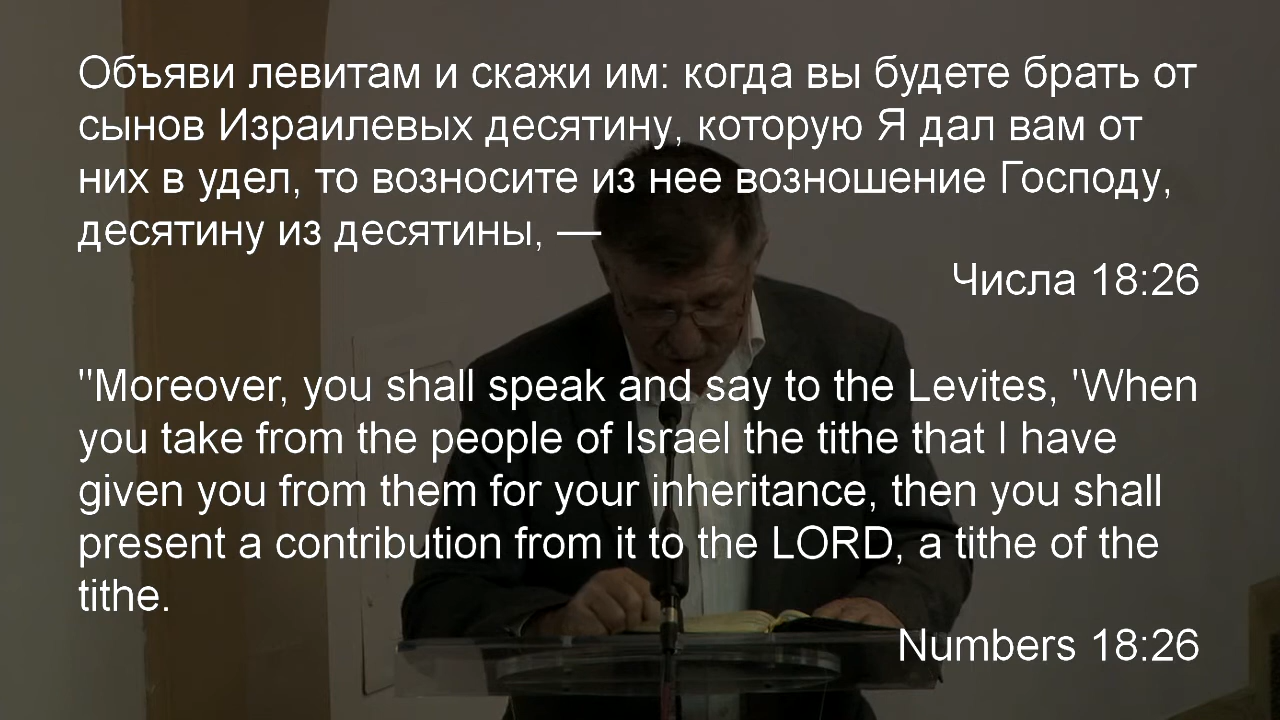 Объяви левитам и скажи им: когда вы будете брать от
сынов Израилевых десятину, которую Я дал вам от
них в удел, то возносите из нее возношение Господу,
десятину из десятины, —
Числа 18:26
"Moreover, you shall speak and say to the Levites, 'When
you take from the people of Israel the tithe that I have
given you from them for your inheritance, then you shall
present a contribution from it to the LORD, a tithe of the
tithe.
Numbers 18:26